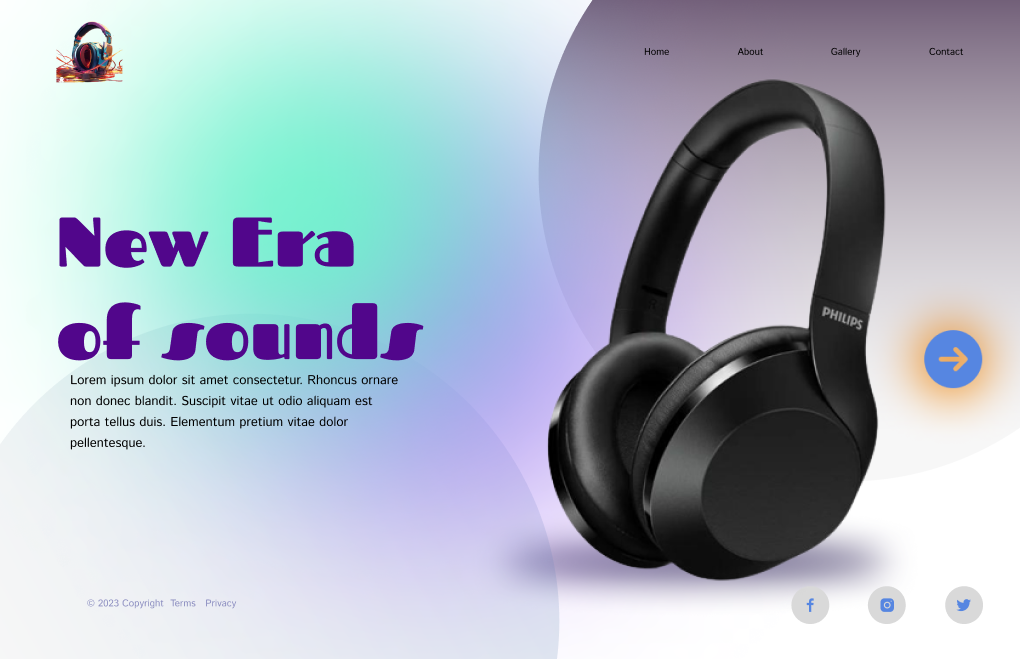 Home
About
Gallery
Contact
New Era
of sounds
Lorem ipsum dolor sit amet consectetur. Rhoncus ornare
non donec blandit. Suscipit vitae ut odio aliquam est
porta tellus duis. Elementum pretium vitae dolor
pellentesque.
PHILIPS
© 2023 Copyright Terms Privacy